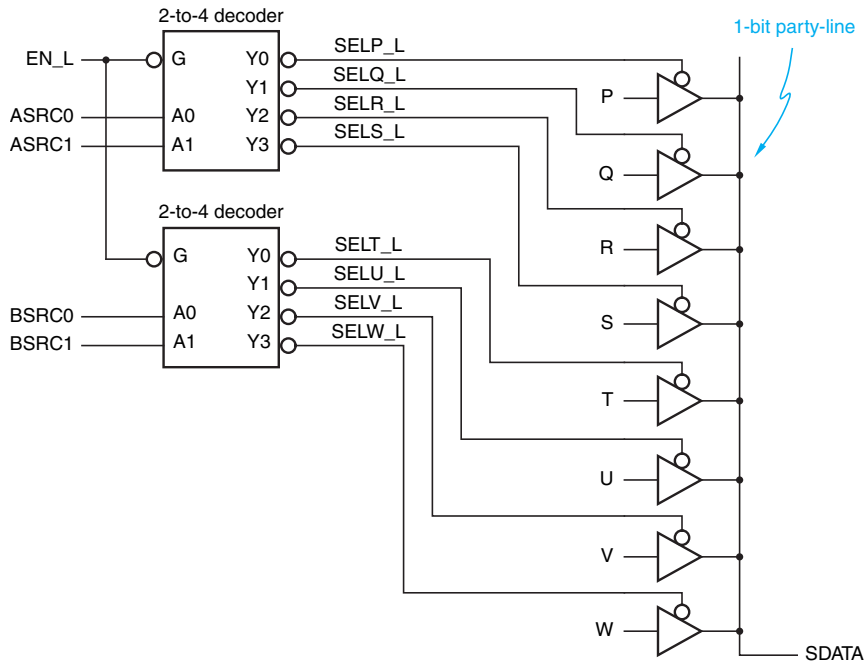 2-to-4 decoder
1-bit party-line
EN_L
G
Y0
SELP_L
Y1
SELQ_L
ASRC0
A0
Y2
SELR_L
ASRC1
A1
Y3
SELS_L
P
Q
2-to-4 decoder
R
G
Y0
SELT_L
Y1
SELU_L
BSRC0
A0
Y2
SELV_L
BSRC1
A1
Y3
SELW_L
S
T
U
V
W
SDATA